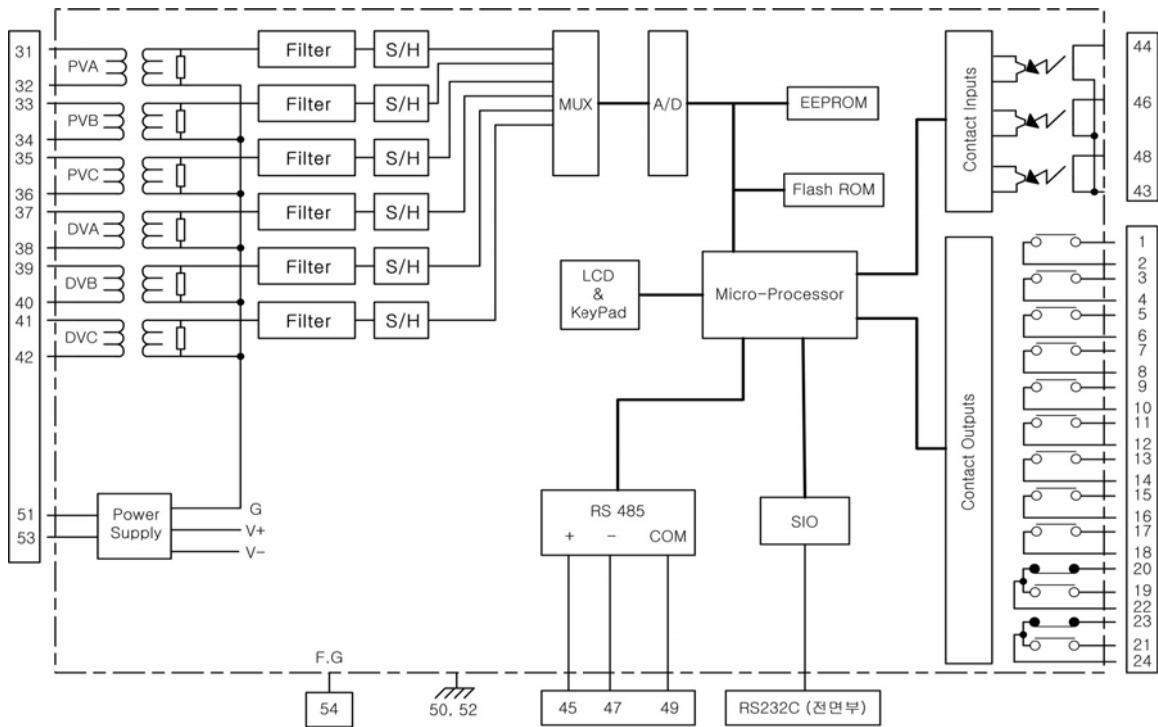 31
PVA
32
33
PVB
34
35
PVC
36
37
DVA
38
39
DVB
40
41
DVC
42
51
53
Filter S/H
Filter S/H
Filter S/H
Filter S/H
Filter S/H
Filter S/H
MUX
A/D
EEPROM
Flash ROM
LCD
&
KeyPad
Micro-Processor
Power
Supply
G
V+
V-
RS 485
+ - COM
SIO
Contact Inputs
Contact Outputs
44
46
48
43
1
2
3
4
5
6
7
8
9
10
11
12
13
14
15
16
17
18
20
19
22
23
21
24
F.G
54
50, 52
45 47 49
RS232C (전면부)